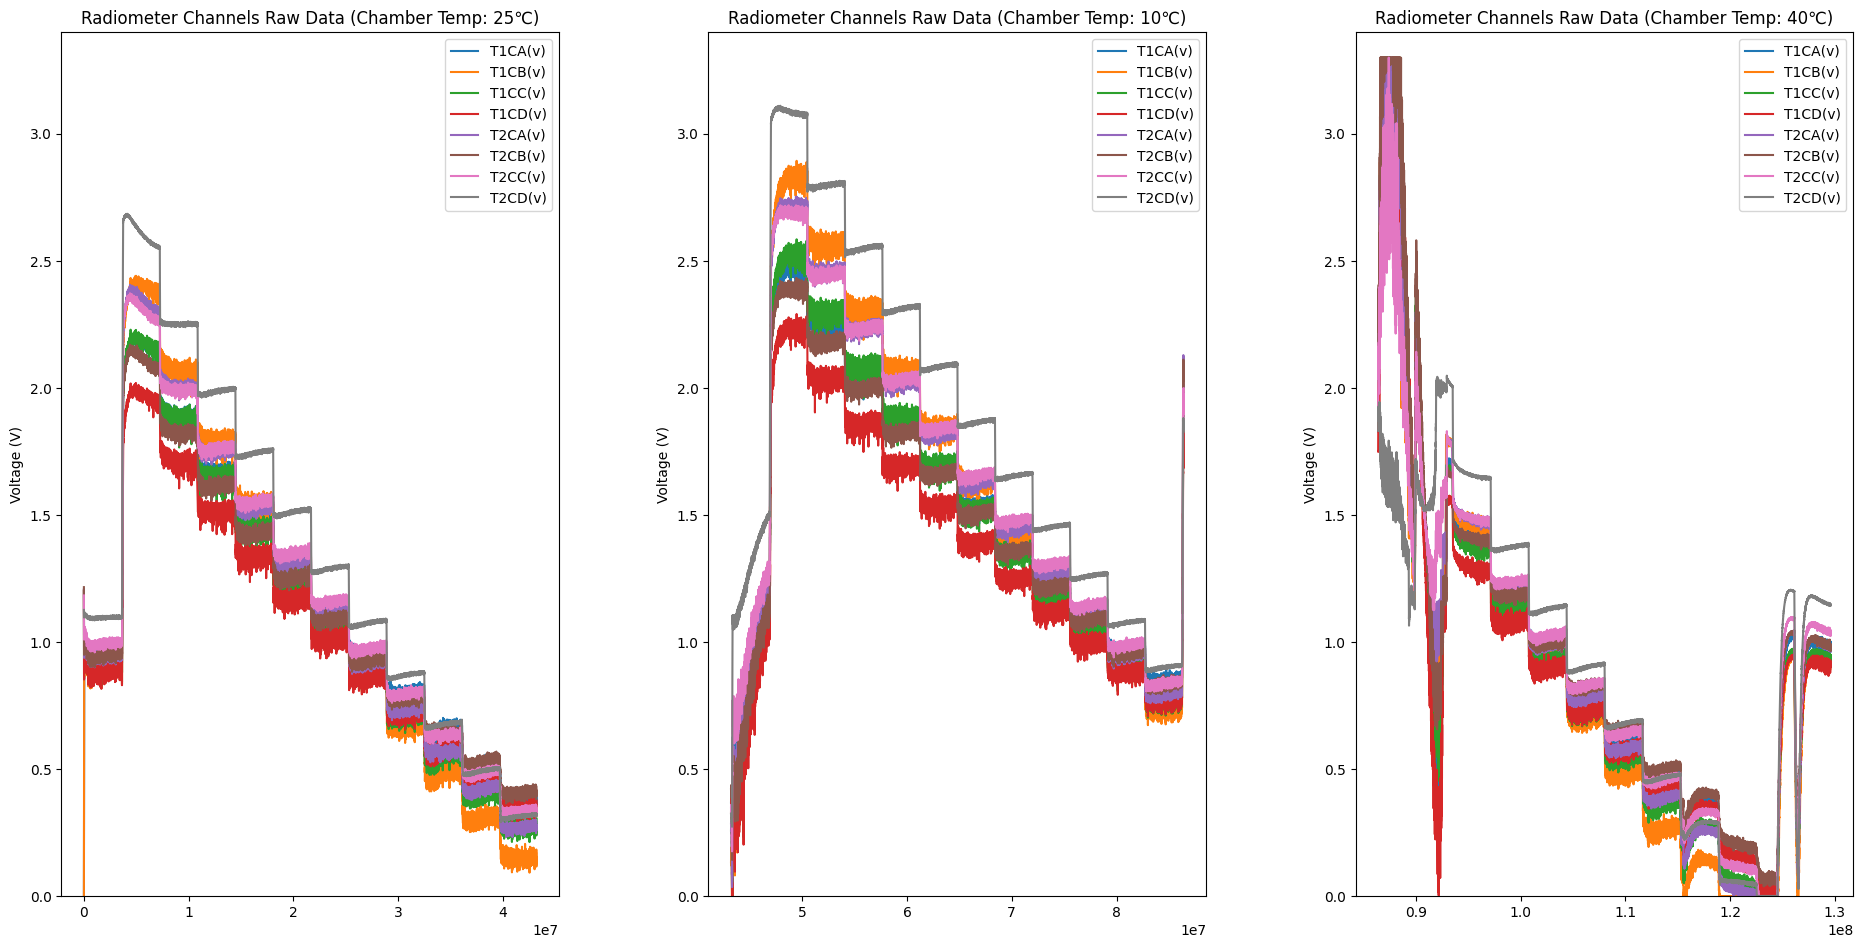 Radiometer Channels Raw Data (Chamber Temp: 25℃)
Voltage (V)
3.0
2.5
2.0
1.5
1.0
0.5
0.0
0 1 2 3 4
1e7
T1CA(v)
T1CB(v)
T1CC(v)
T1CD(v)
T2CA(v)
T2CB(v)
T2CC(v)
T2CD(v)
Radiometer Channels Raw Data (Chamber Temp: 10℃)
Voltage (V)
3.0
2.5
2.0
1.5
1.0
0.5
0.0
5 6 7 8
1e7
T1CA(v)
T1CB(v)
T1CC(v)
T1CD(v)
T2CA(v)
T2CB(v)
T2CC(v)
T2CD(v)
Radiometer Channels Raw Data (Chamber Temp: 40℃)
Voltage (V)
3.0
2.5
2.0
1.5
1.0
0.5
0.0
0.9 1.0 1.1 1.2 1.3
1e8
T1CA(v)
T1CB(v)
T1CC(v)
T1CD(v)
T2CA(v)
T2CB(v)
T2CC(v)
T2CD(v)